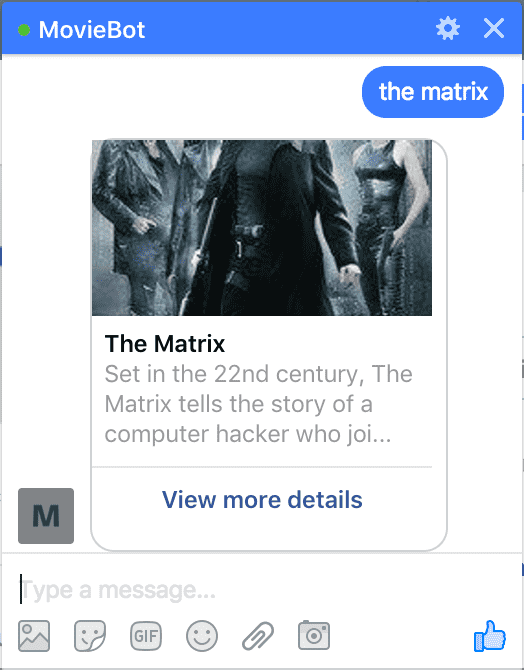 MovieBot
the matrix
The Matrix
Set in the 22nd century, The
Matrix tells the story of a
computer hacker who joi...
View more details
M
Type a message...
GIF